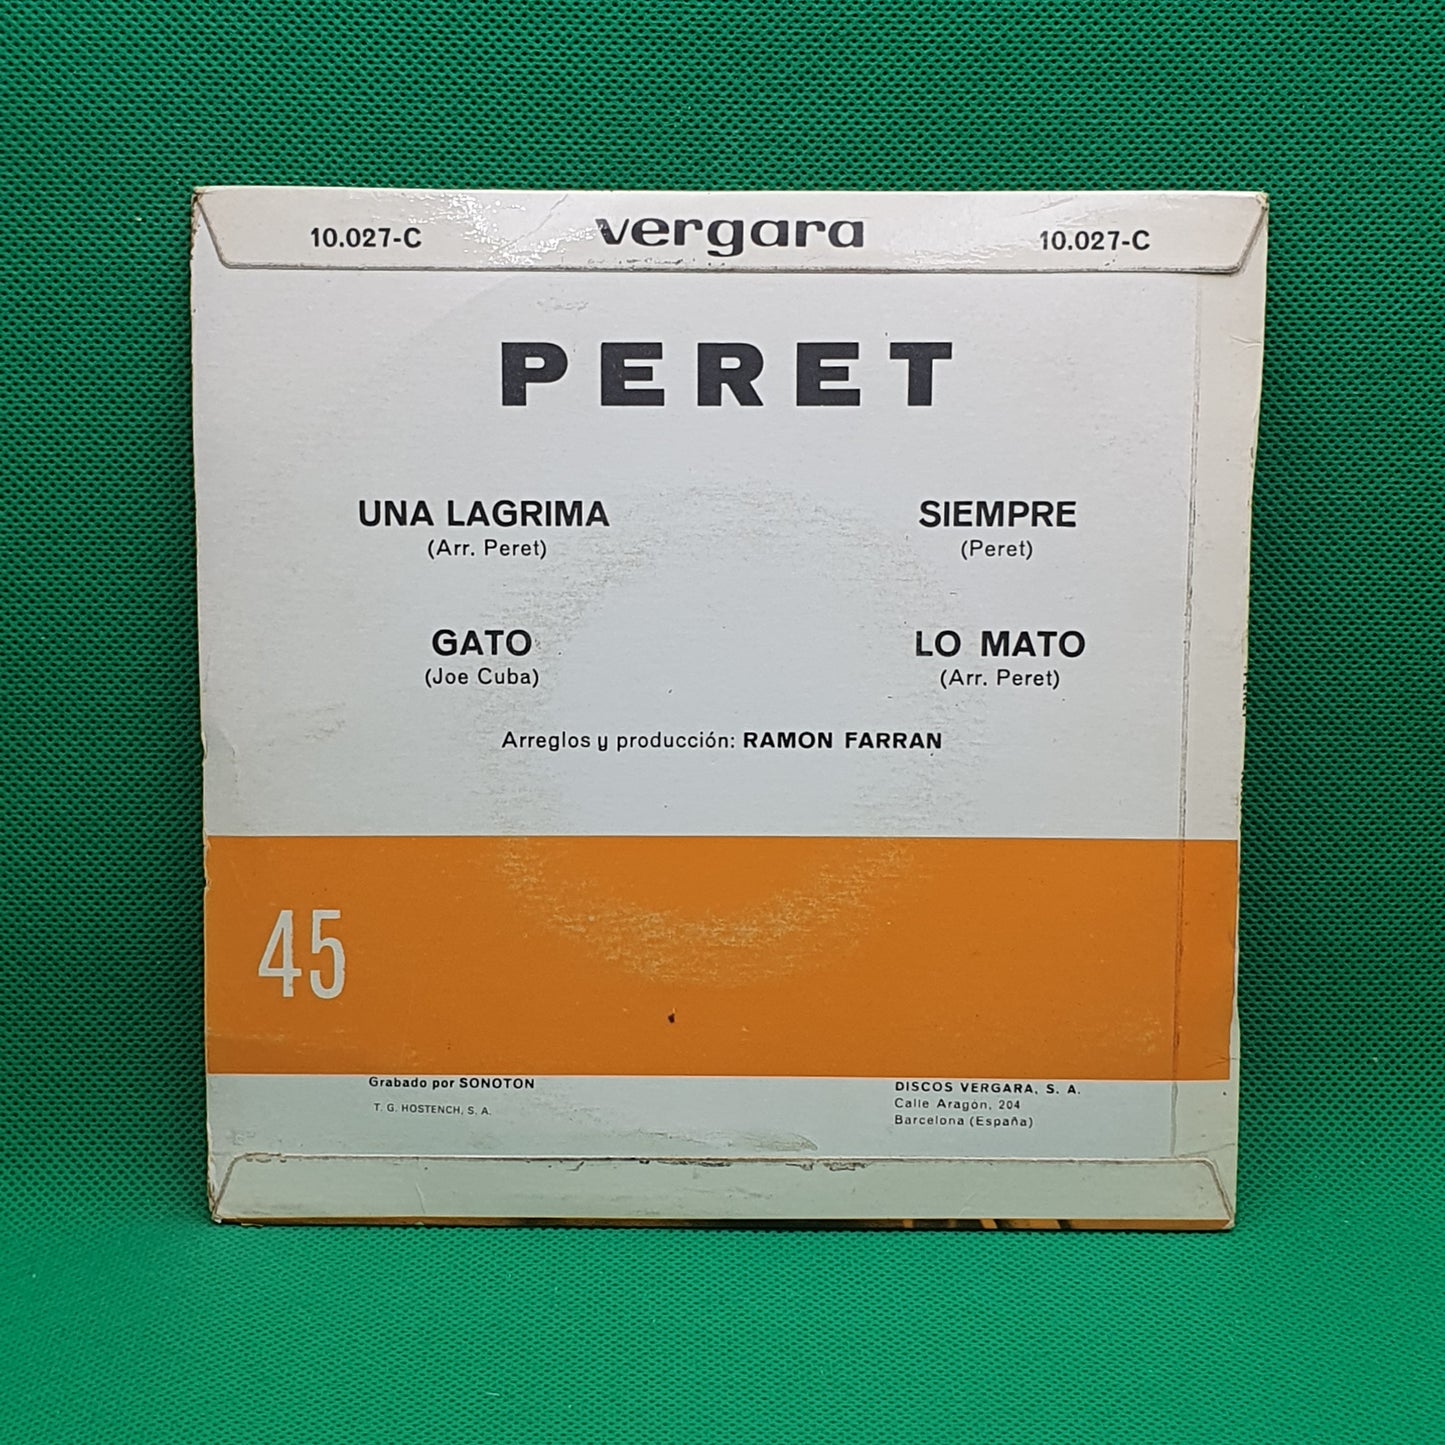 10.027-C vergara 10.027-C
PERET
UNA LAGRIMA
(Arr. Peret)
SIEMPRE
(Peret)
GATO
(Joe Cuba)
LO MATO
(Arr. Peret)
Arreglos y producción: RAMON FARRAN
45
Grabado por SONOTON
T. G. HOSTENCH, S. A.
DISCOS VERGARA, S. A.
Calle Aragón, 204
Barcelona (España)